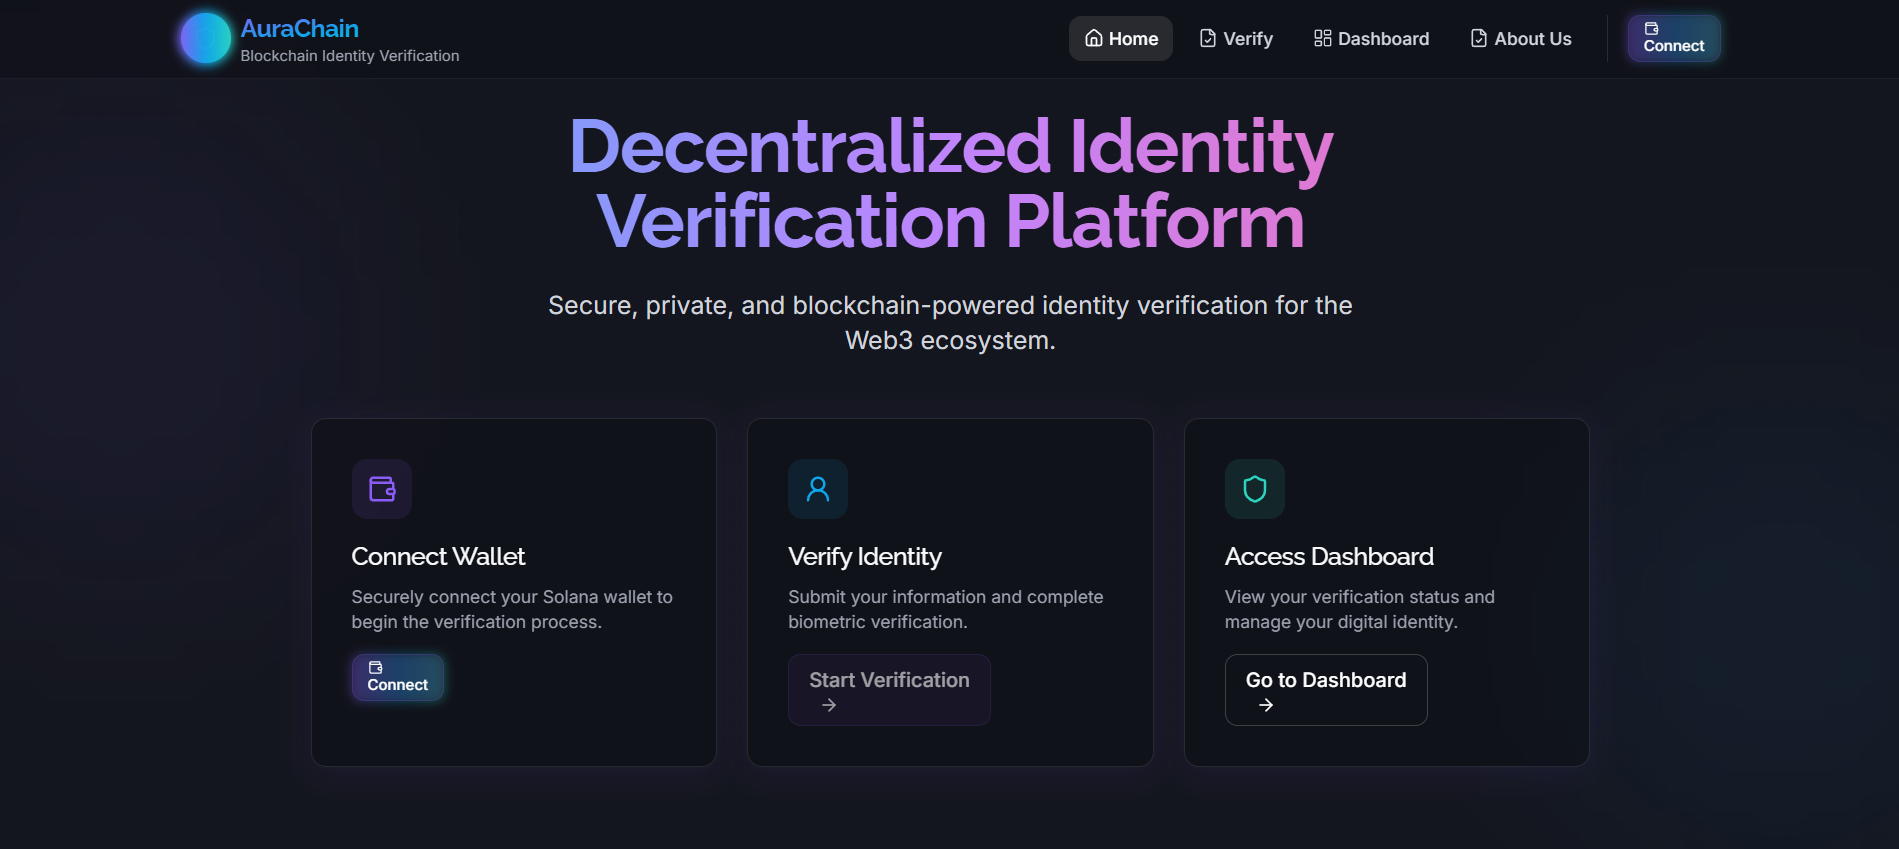 AuraChain
Blockchain Identity Verification
Home
Verify
Dashboard
About Us
Connect
Decentralized Identity
Verification Platform
Secure, private, and blockchain-powered identity verification for the
Web3 ecosystem.
Connect Wallet
Securely connect your Solana wallet to
begin the verification process.
Connect
Verify Identity
Submit your information and complete
biometric verification.
Start Verification
Access Dashboard
View your verification status and
manage your digital identity.
Go to Dashboard